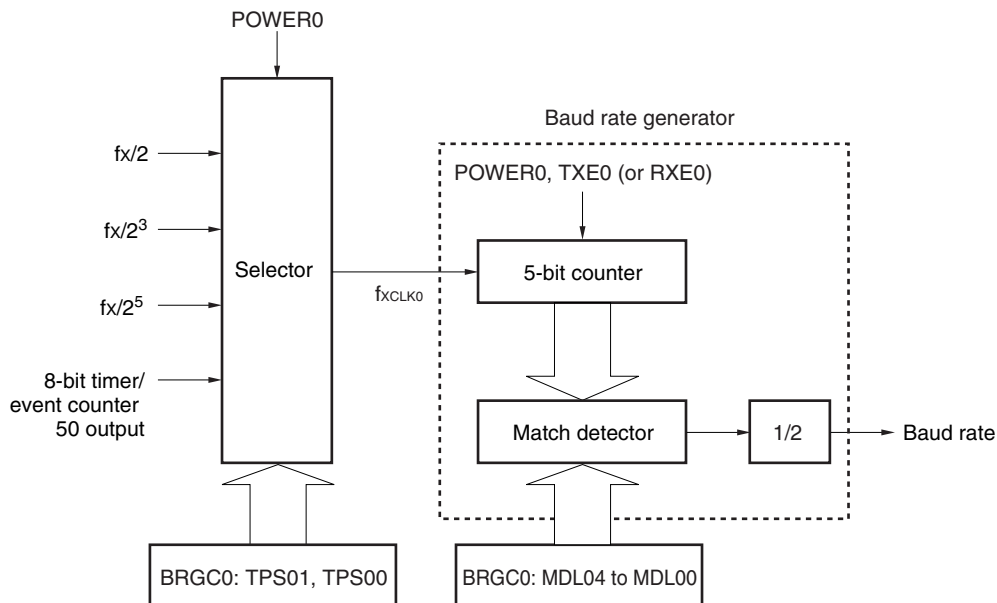 POWER0
Baud rate generator
fx/2
POWER0, TXE0 (or RXE0)
fx/2³
Selector
5-bit counter
fXCLK0
fx/2⁵
8-bit timer/
event counter
50 output
Match detector
1/2
Baud rate
BRGC0: TPS01, TPS00
BRGC0: MDL04 to MDL00